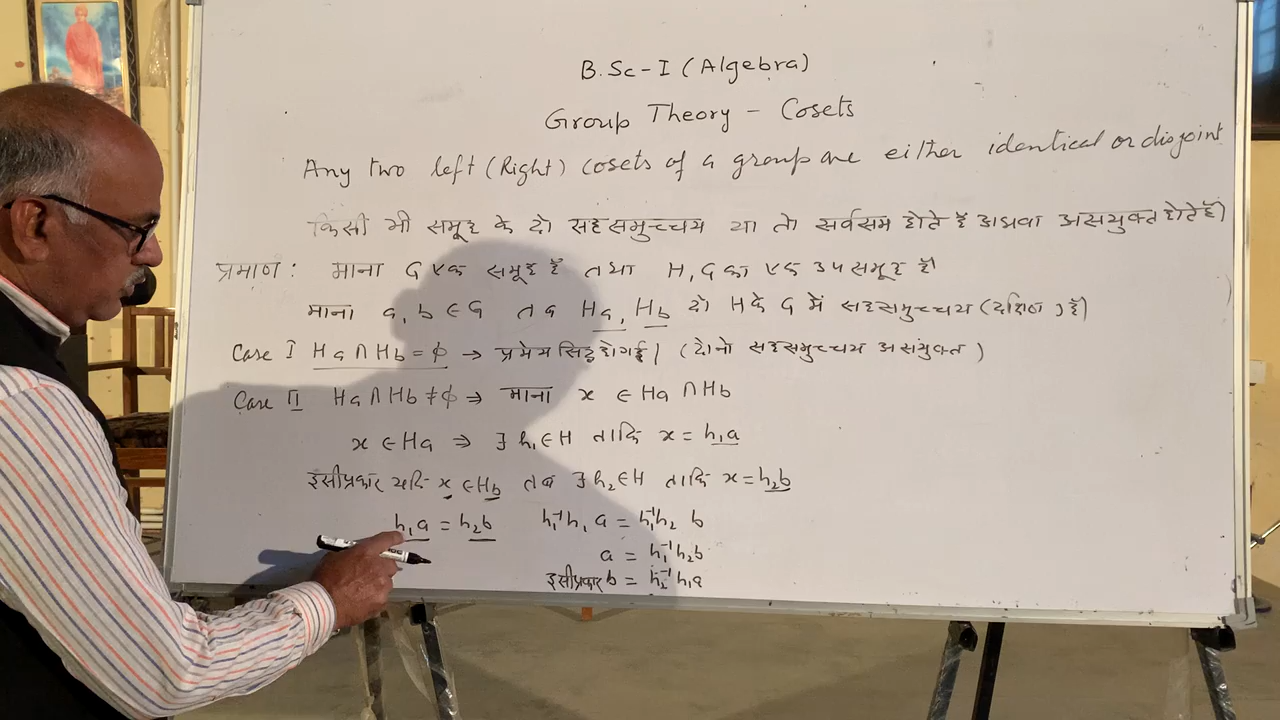 B.Sc-I (Algebra)
Group Theory - Cosets
Any two left (Right) cosets of a group are either identical or disjoint
किसी भी समूह के दो सहसमुच्चय या तो सर्वसम होते हैं अथवा असंयुक्त होते हैं।
प्रमाण: माना G एक समूह है तथा H, G का एक उपसमूह है।
माना a, b ∈ G तब Ha, Hb दो H के G में सहसमुच्चय (दक्षिण) हैं।
Case I Ha ∩ Hb = ϕ → प्रमेय सिद्ध हो गई। (दोनो सहसमुच्चय असंयुक्त)
Case II Ha ∩ Hb ≠ ϕ ⇒ माना x ∈ Ha ∩ Hb
x ∈ Ha ⇒ ∃ h₁ ∈ H ताकि x = h₁a
इसीप्रकार यदि x ∈ Hb तब ∃ h₂ ∈ H ताकि x = h₂b
h₁a = h₂b h₁⁻¹h₁ a = h₁⁻¹h₂ b
a = h₁⁻¹h₂b
इसीप्रकार b = h₂⁻¹h₁a